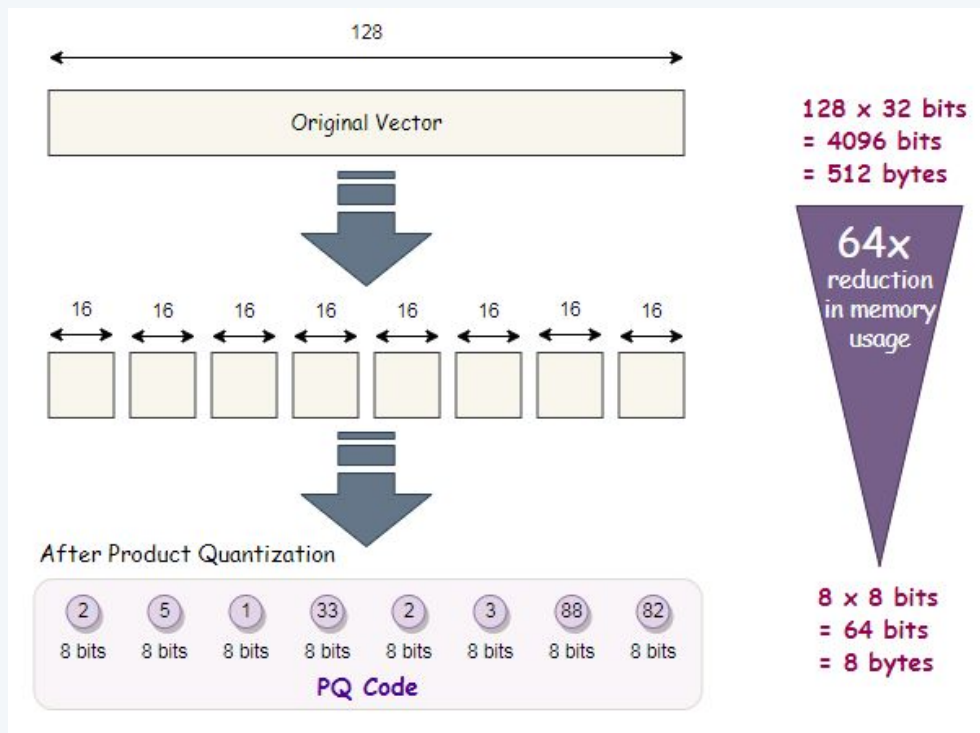 128
Original Vector
128 x 32 bits
= 4096 bits
= 512 bytes
64x
reduction
in memory
usage
16 16 16 16 16 16 16 16
After Product Quantization
2 5 1 33 2 3 88 82
8 bits 8 bits 8 bits 8 bits 8 bits 8 bits 8 bits 8 bits
PQ Code
8 x 8 bits
= 64 bits
= 8 bytes